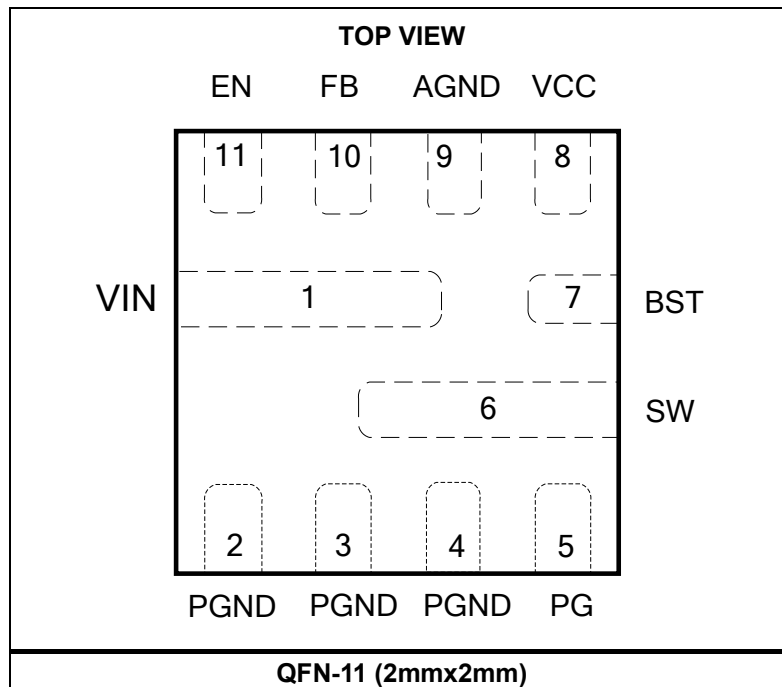 TOP VIEW
EN FB AGND VCC
11 10 9 8
VIN 1 7 BST
6 SW
2 3 4 5
PGND PGND PGND PG
QFN-11 (2mmx2mm)